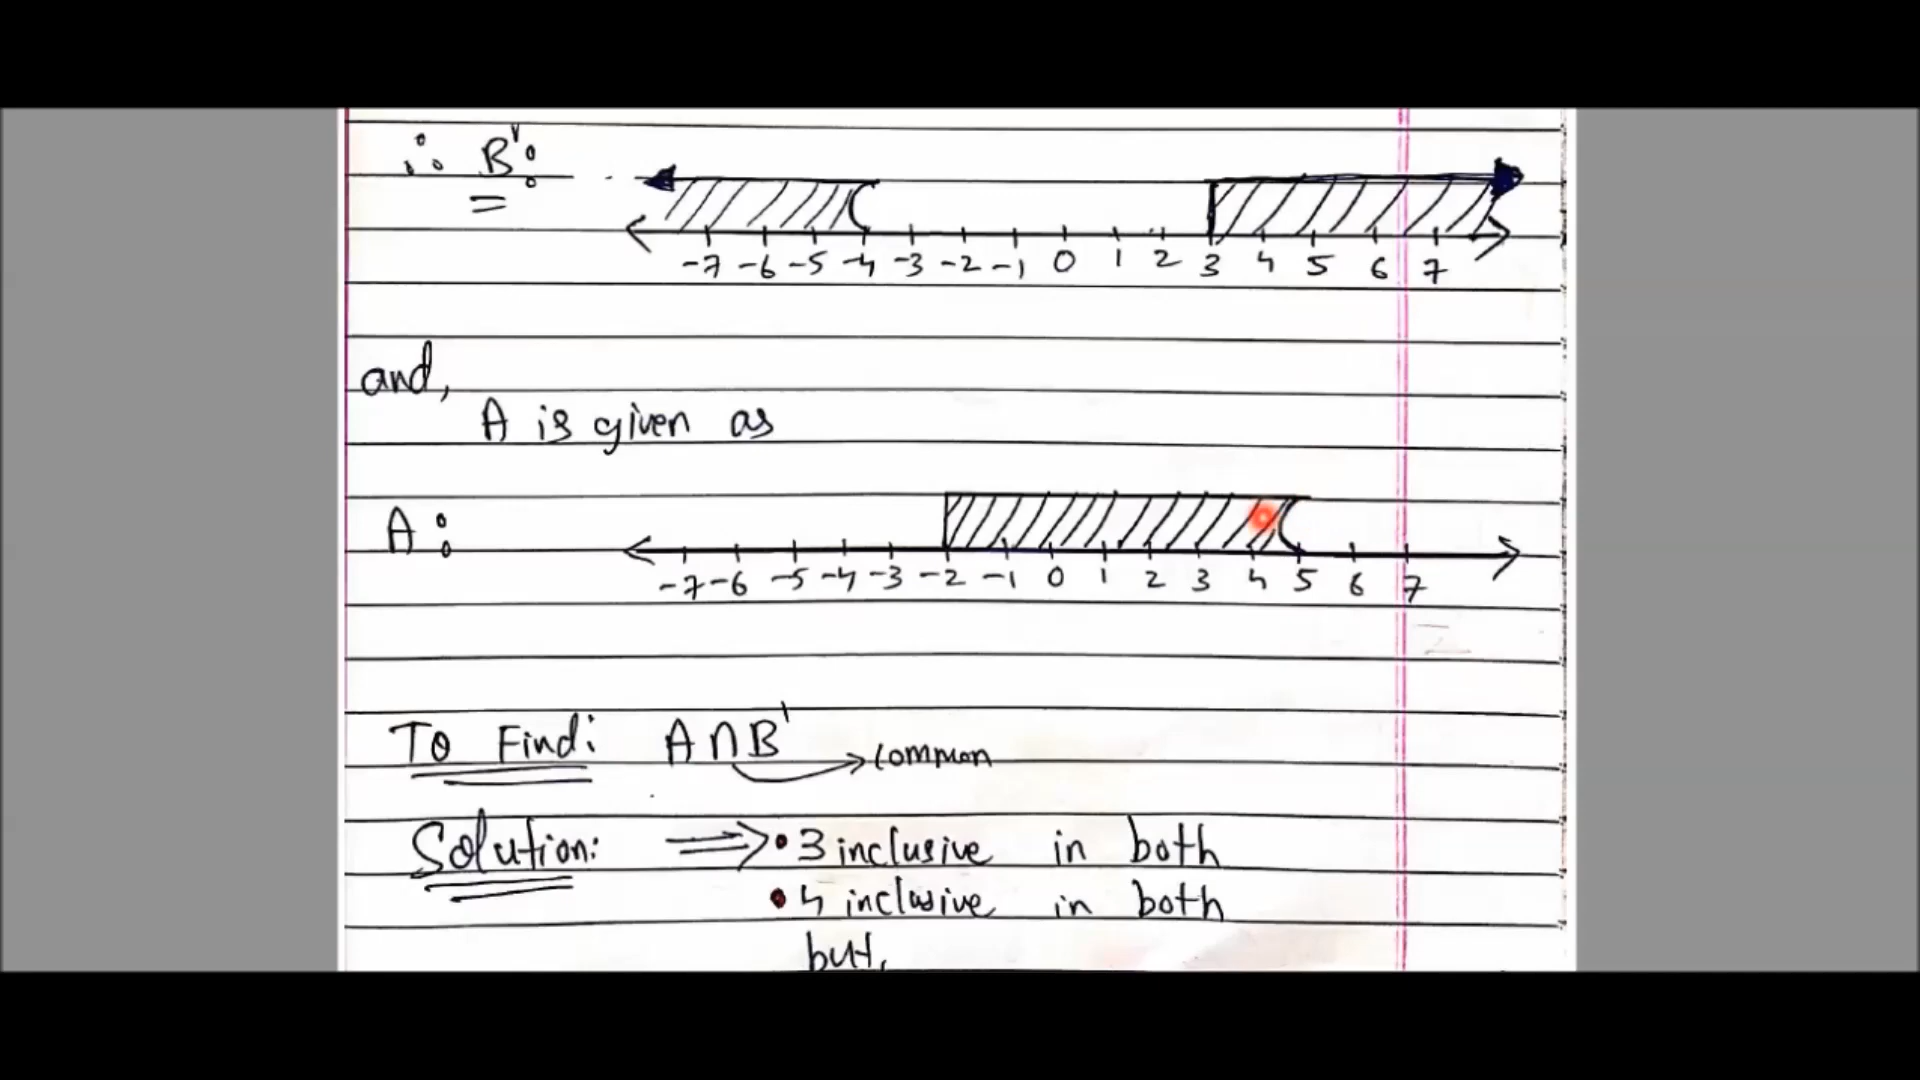 ∴ B':
-7 -6 -5 -4 -3 -2 -1 0 1 2 3 4 5 6 7
and,
A is given as
A:
-7 -6 -5 -4 -3 -2 -1 0 1 2 3 4 5 6 7
To Find: A∩B' → common
Solution: ⇒ • 3 inclusive in both
• 4 inclusive in both
but,